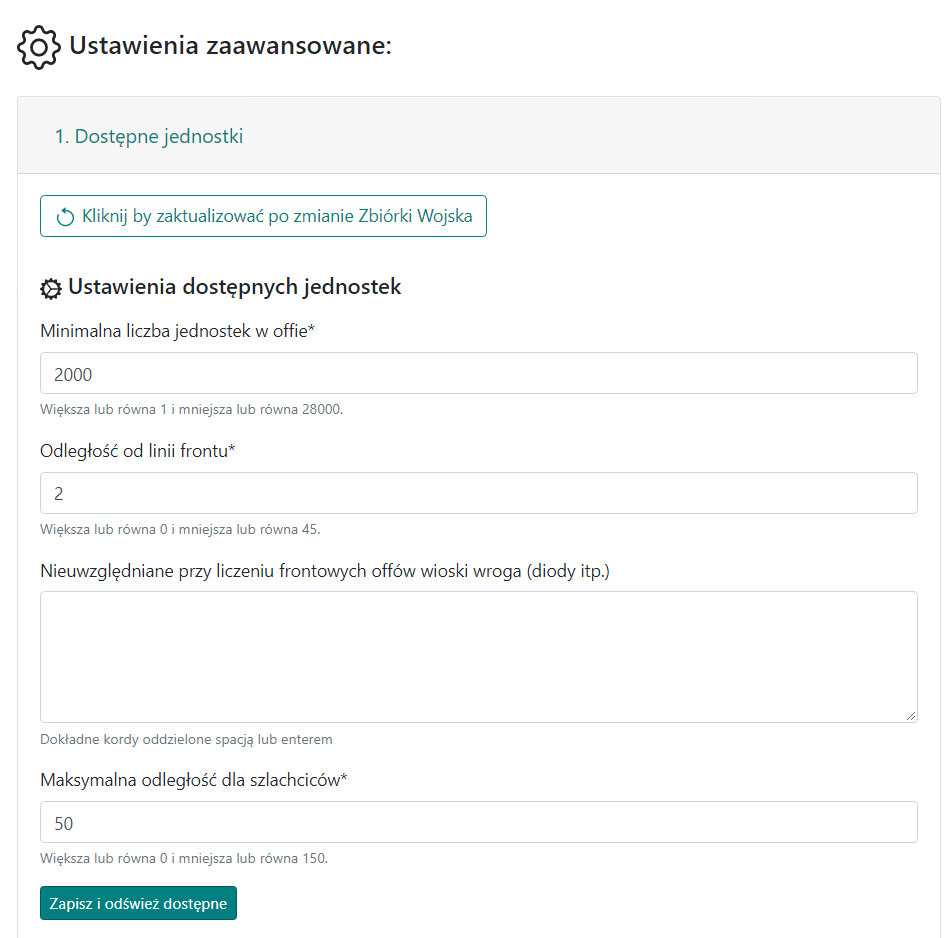 Ustawienia zaawansowane:
1. Dostępne jednostki
Kliknij by zaktualizować po zmianie Zbiórki Wojska
Ustawienia dostępnych jednostek
Minimalna liczba jednostek w offie*
2000
Większa lub równa 1 i mniejsza lub równa 28000.
Odległość od linii frontu*
2
Większa lub równa 0 i mniejsza lub równa 45.
Nieuwzględniane przy liczeniu frontowych offów wioski wroga (diody itp.)
Dokładne kordy oddzielone spacją lub enterem
Maksymalna odległość dla szlachciców*
50
Większa lub równa 0 i mniejsza lub równa 150.
Zapisz i odśwież dostępne